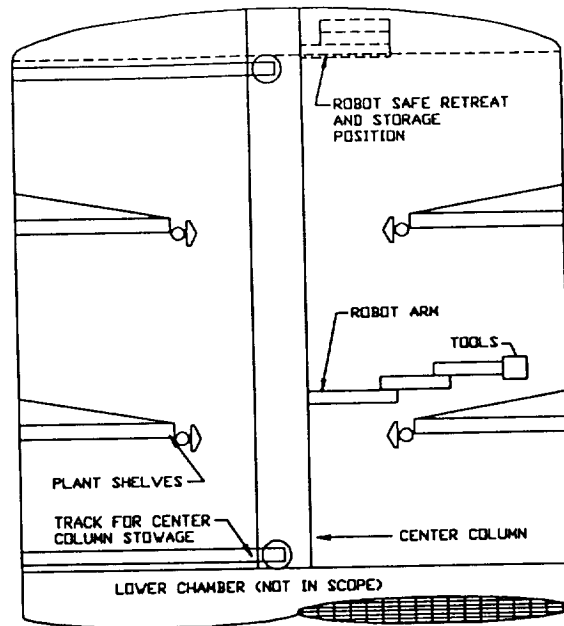 ROBOT SAFE RETREAT
AND STORAGE
POSITION
ROBOT ARM
TOOLS
PLANT SHELVES
TRACK FOR CENTER
COLUMN STOWAGE
CENTER COLUMN
LOWER CHAMBER (NOT IN SCOPE)